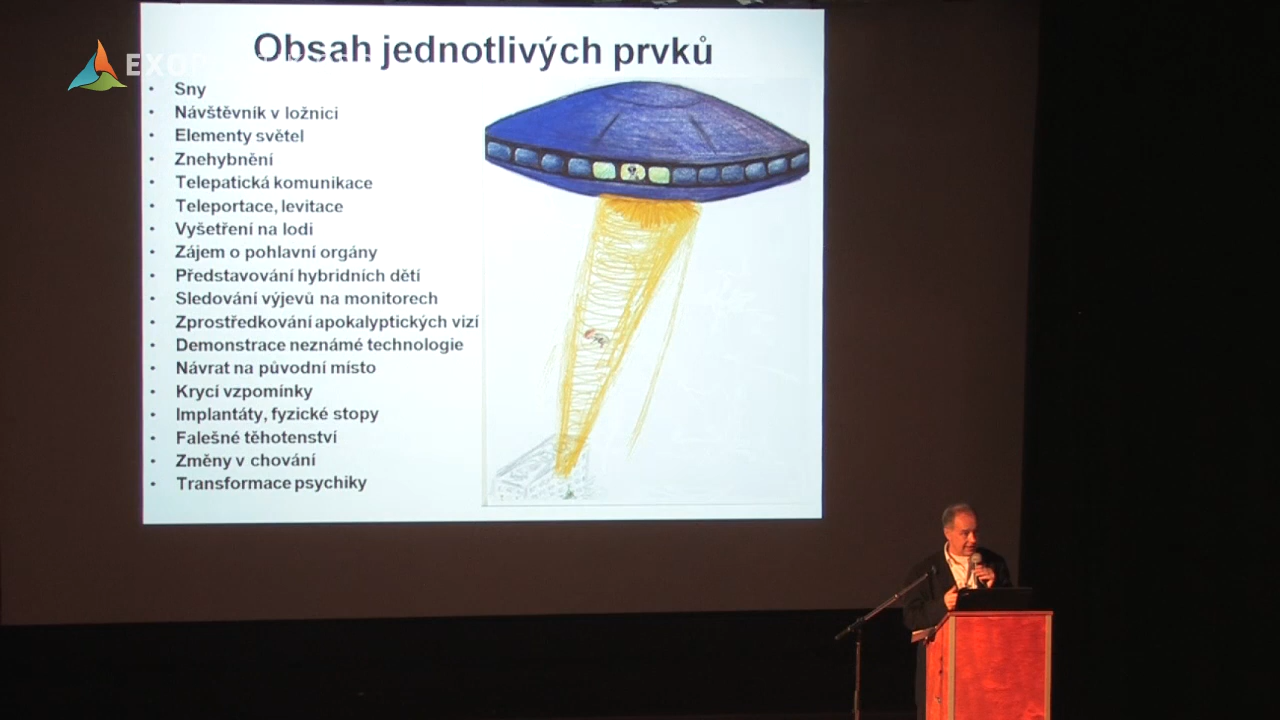 Obsah jednotlivých prvků
• Sny
• Návštěvník v ložnici
• Elementy světel
• Znehybnění
• Telepatická komunikace
• Teleportace, levitace
• Vyšetření na lodi
• Zájem o pohlavní orgány
• Představování hybridních dětí
• Sledování výjevů na monitorech
• Zprostředkování apokalyptických vizí
• Demonstrace neznámé technologie
• Návrat na původní místo
• Krycí vzpomínky
• Implantáty, fyzické stopy
• Falešné těhotenství
• Změny v chování
• Transformace psychiky